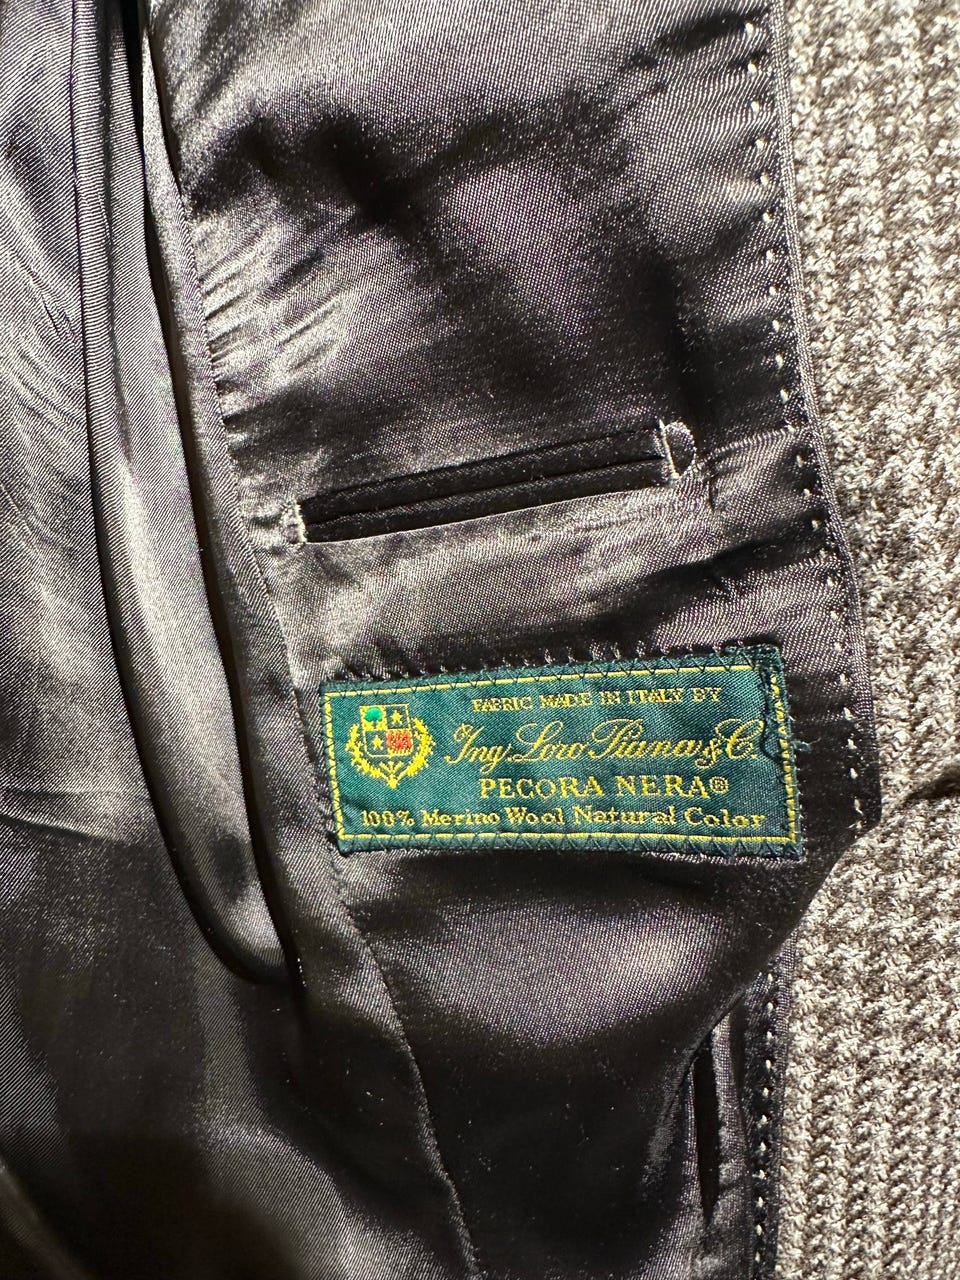 FABRIC MADE IN ITALY BY
Ing. Loro Piana & C.
PECORA NERA®
100% Merino Wool Natural Color